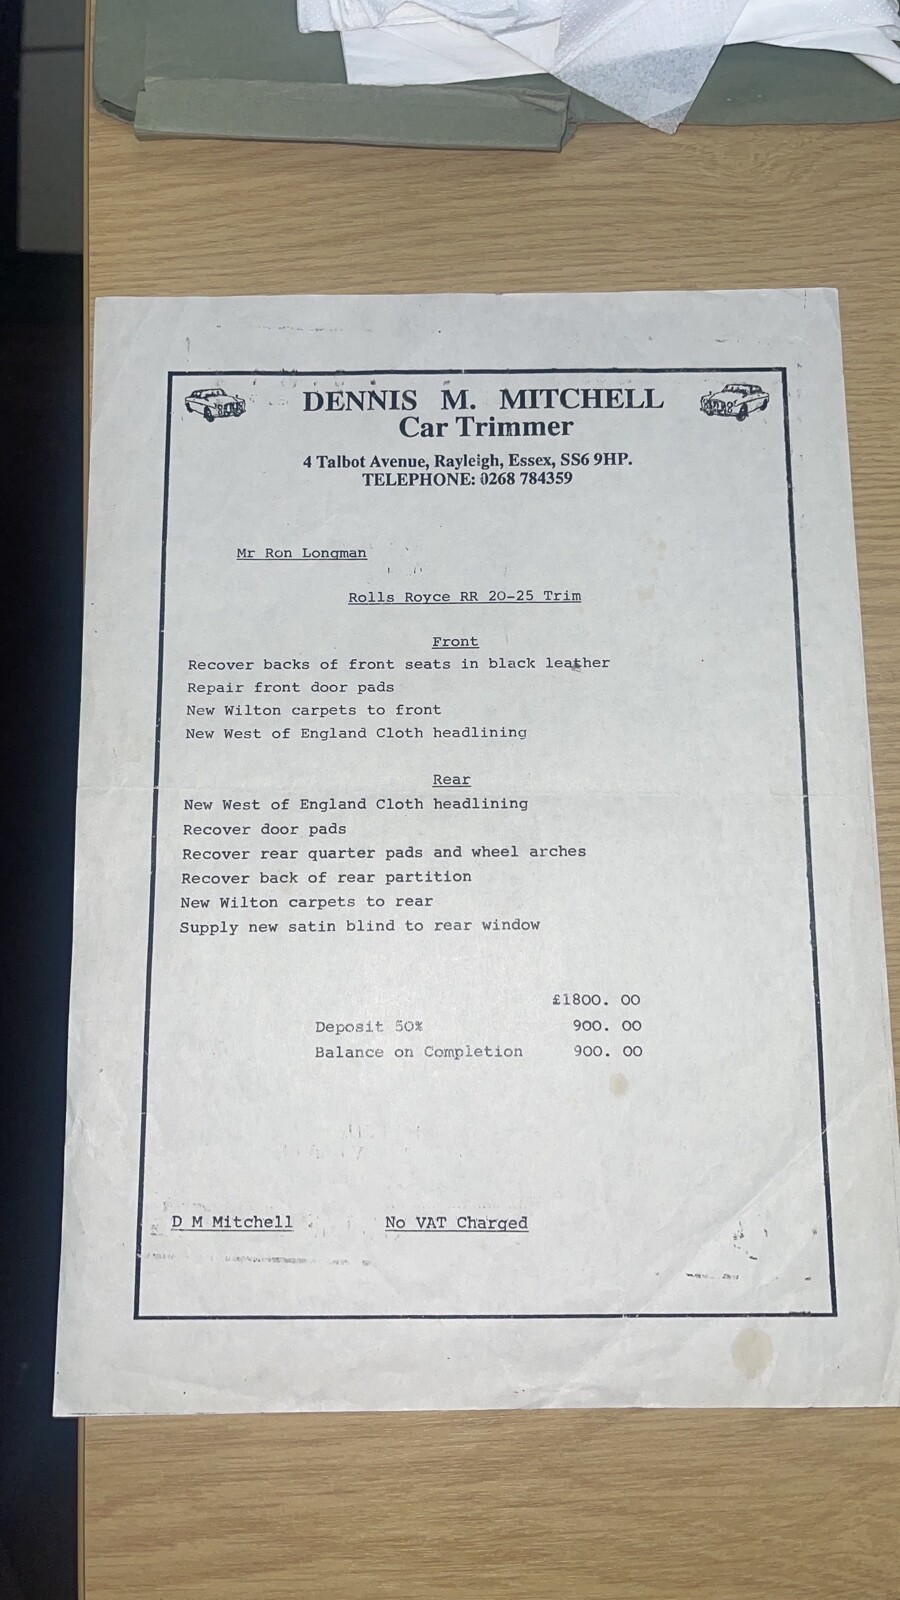 DENNIS M. MITCHELL
Car Trimmer
4 Talbot Avenue, Rayleigh, Essex, SS6 9HP.
TELEPHONE: 0268 784359
Mr Ron Longman
Rolls Royce RR 20-25 Trim
Front
Recover backs of front seats in black leather
Repair front door pads
New Wilton carpets to front
New West of England Cloth headlining
Rear
New West of England Cloth headlining
Recover door pads
Recover rear quarter pads and wheel arches
Recover back of rear partition
New Wilton carpets to rear
Supply new satin blind to rear window
£1800. 00
Deposit 50% 900. 00
Balance on Completion 900. 00
D M Mitchell No VAT Charged